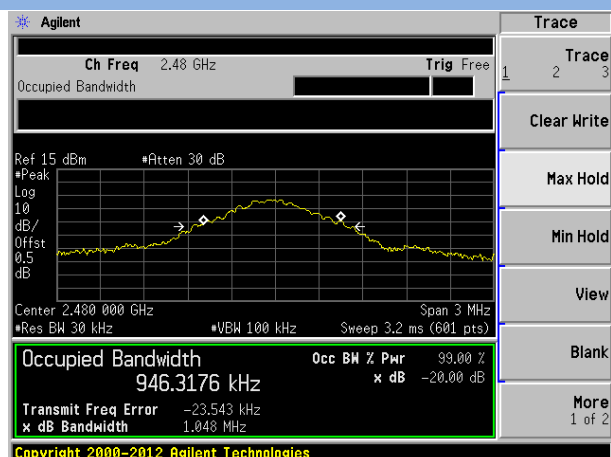 Agilent
Trace
Ch Freq 2.48 GHz Trig Free
Occupied Bandwidth
Trace
1 2 3
Clear Write
Max Hold
Min Hold
View
Blank
More
1 of 2
Ref 15 dBm #Atten 30 dB
#Peak
Log
10
dB/
Offst
0.5
dB
Center 2.480 000 GHz Span 3 MHz
#Res BW 30 kHz #VBW 100 kHz Sweep 3.2 ms (601 pts)
Occupied Bandwidth Occ BW % Pwr 99.00 %
946.3176 kHz x dB -20.00 dB
Transmit Freq Error -23.543 kHz
x dB Bandwidth 1.048 MHz
Copyright 2000-2012 Agilent Technologies